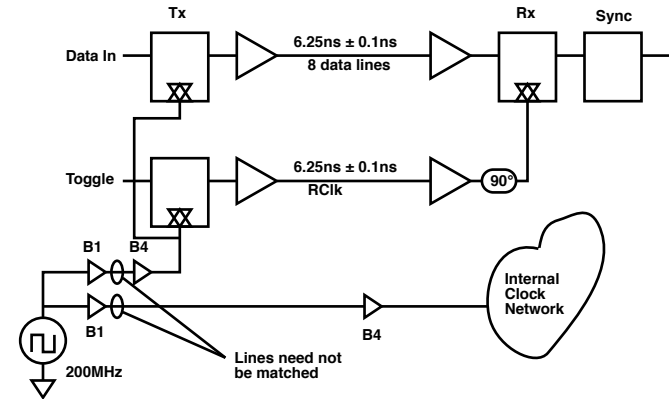 Tx
Rx
Sync
Data In
6.25ns ± 0.1ns
8 data lines
Toggle
6.25ns ± 0.1ns
RClk
90°
B1
B4
Internal
Clock
Network
B1
B4
Lines need not
be matched
200MHz